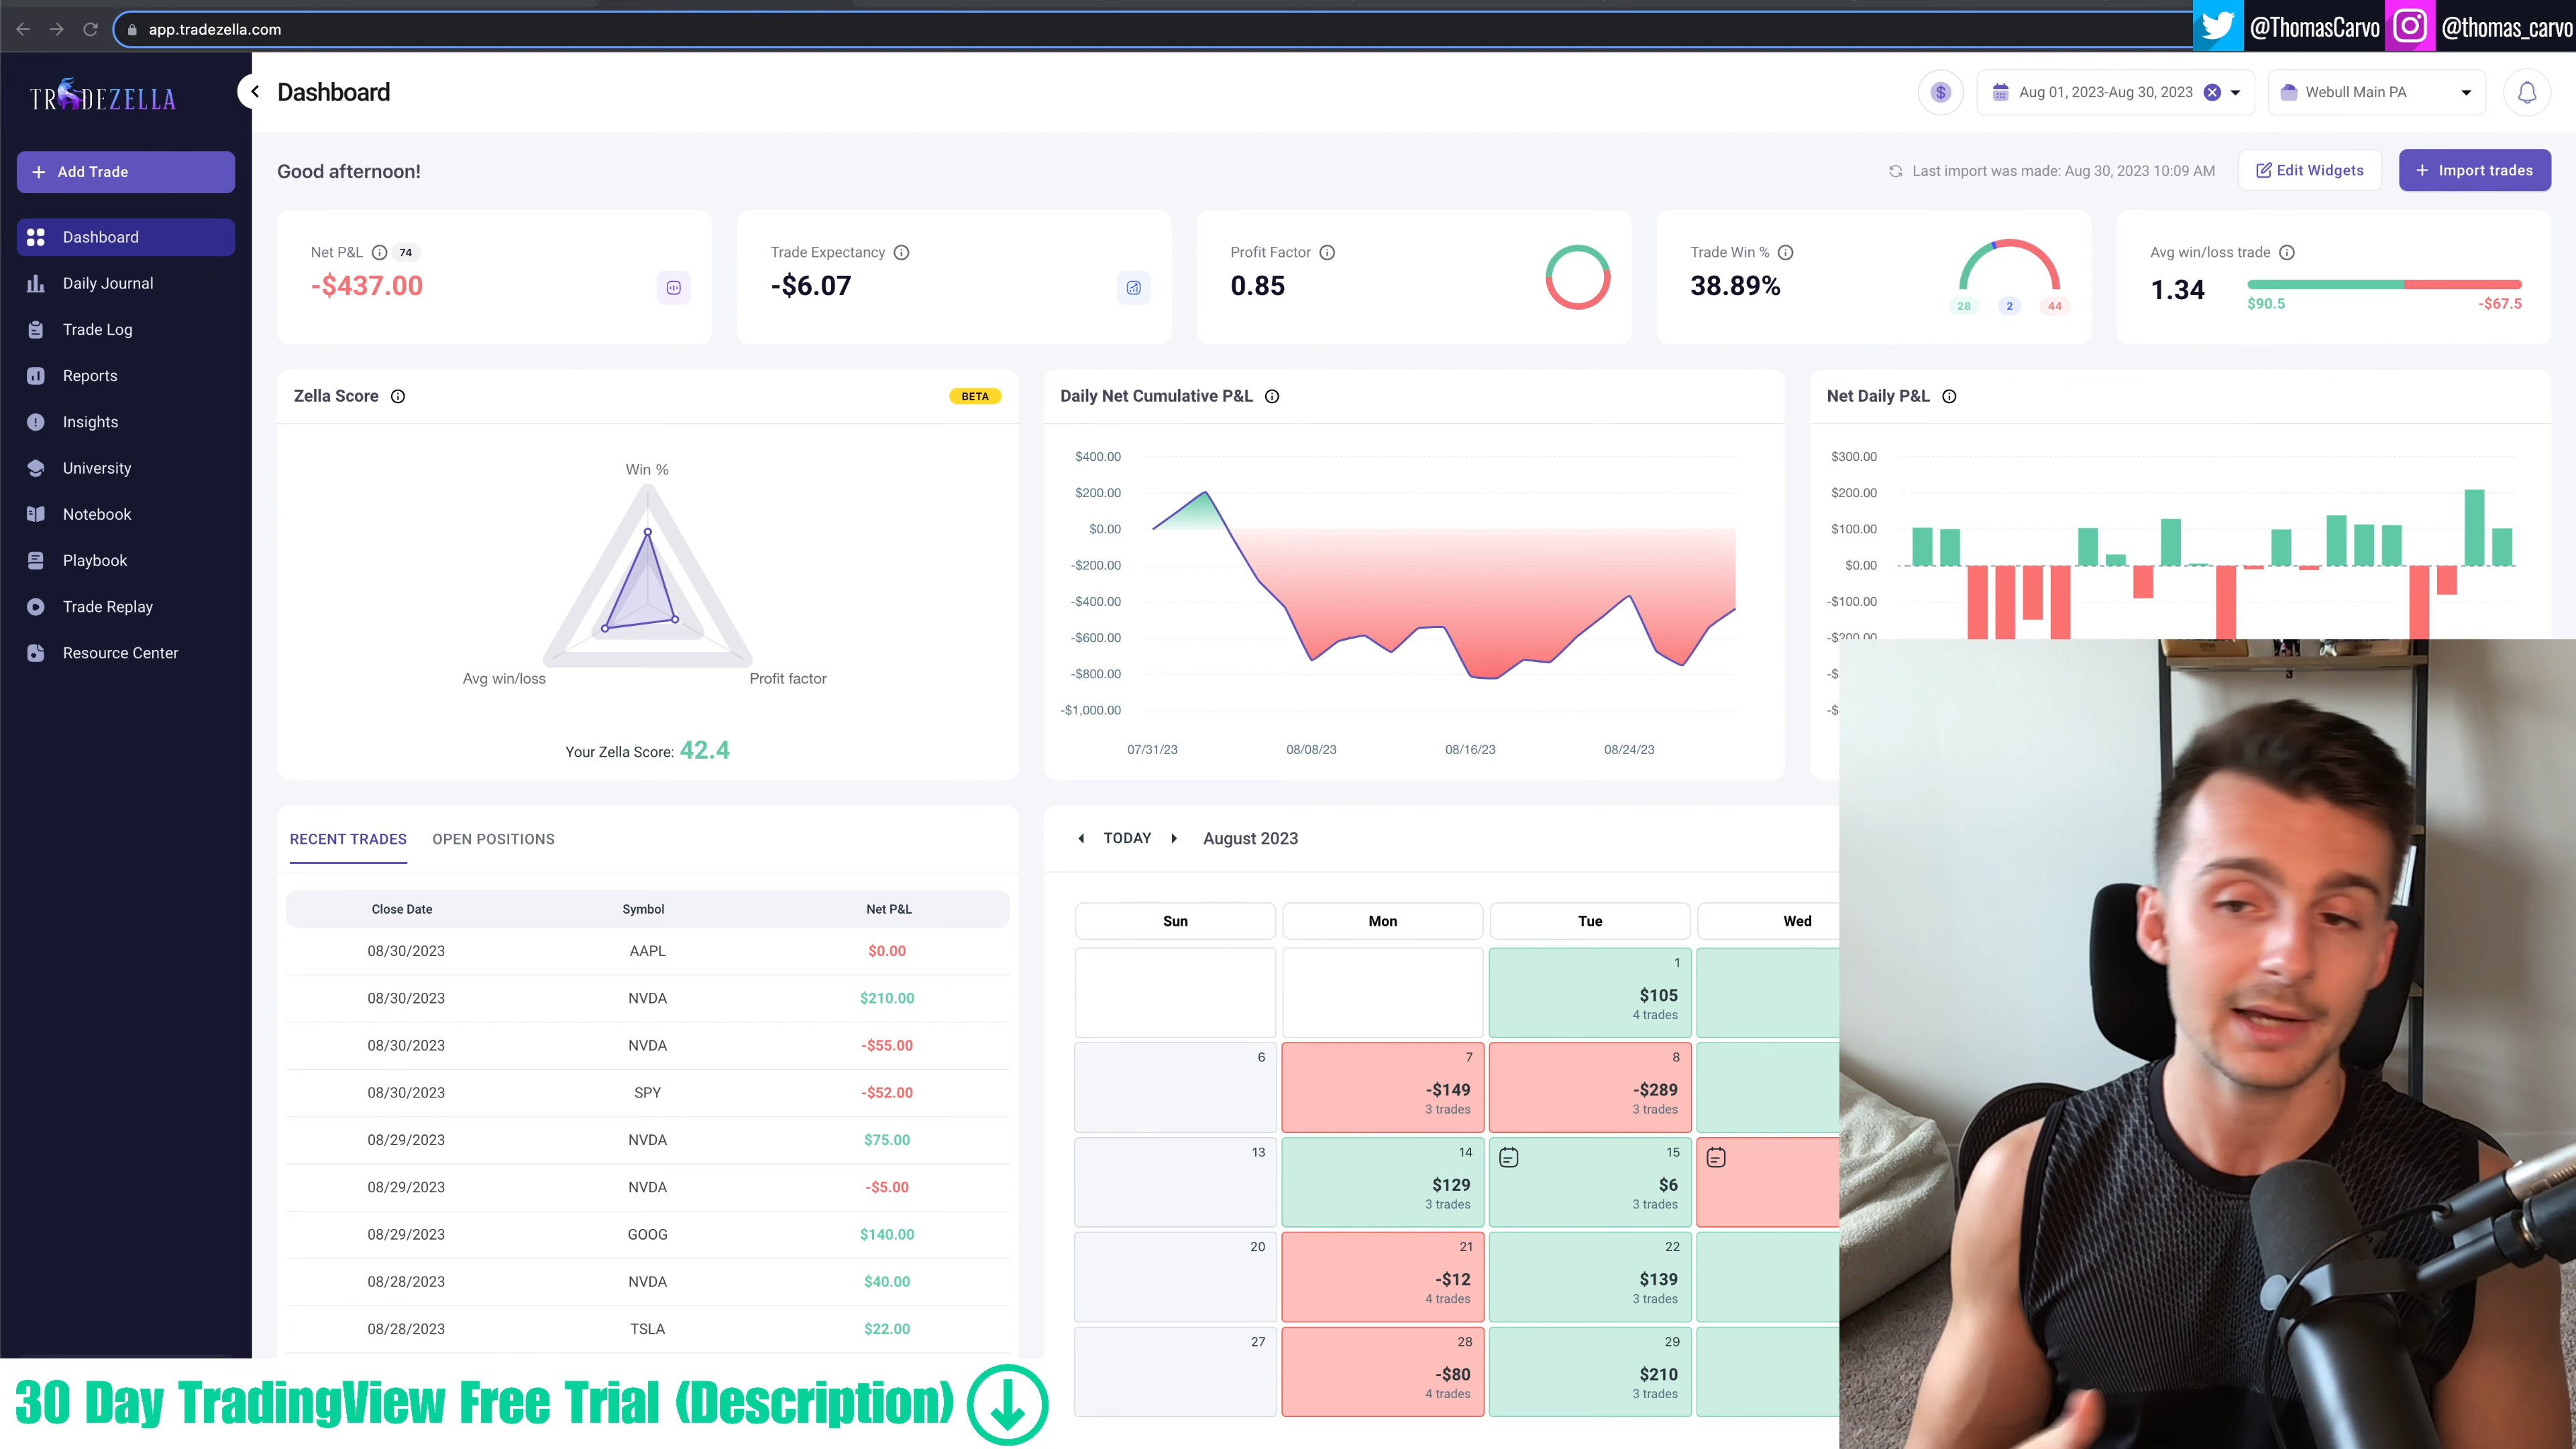 app.tradezella.com
@ThomasCarvo @thomas_carvo
TRADEZELLA
Dashboard
Aug 01, 2023-Aug 30, 2023
Webull Main PA
Add Trade
Dashboard
Daily Journal
Trade Log
Reports
Insights
University
Notebook
Playbook
Trade Replay
Resource Center
Good afternoon!
Last import was made: Aug 30, 2023 10:09 AM
Edit Widgets
+ Import trades
Net P&L 74
-$437.00
Trade Expectancy
-$6.07
Profit Factor
0.85
Trade Win %
38.89%
28 2 44
Avg win/loss trade
1.34
$90.5 -$67.5
Zella Score
BETA
Win %
Avg win/loss
Profit factor
Your Zella Score: 42.4
Daily Net Cumulative P&L
$400.00
$200.00
$0.00
-$200.00
-$400.00
-$600.00
-$800.00
-$1,000.00
07/31/23 08/08/23 08/16/23 08/24/23
Net Daily P&L
$300.00
$200.00
$100.00
$0.00
-$100.00
-$200.00
-$
-$
RECENT TRADES OPEN POSITIONS
Close Date Symbol Net P&L
08/30/2023 AAPL $0.00
08/30/2023 NVDA $210.00
08/30/2023 NVDA -$55.00
08/30/2023 SPY -$52.00
08/29/2023 NVDA $75.00
08/29/2023 NVDA -$5.00
08/29/2023 GOOG $140.00
08/28/2023 NVDA $40.00
08/28/2023 TSLA $22.00
TODAY August 2023
Sun Mon Tue Wed
1
$105
4 trades
6 7 8
-$149 -$289
3 trades 3 trades
13 14 15
$129 $6
3 trades 3 trades
20 21 22
-$12 $139
4 trades 3 trades
27 28 29
-$80 $210
4 trades 3 trades
30 Day TradingView Free Trial (Description)